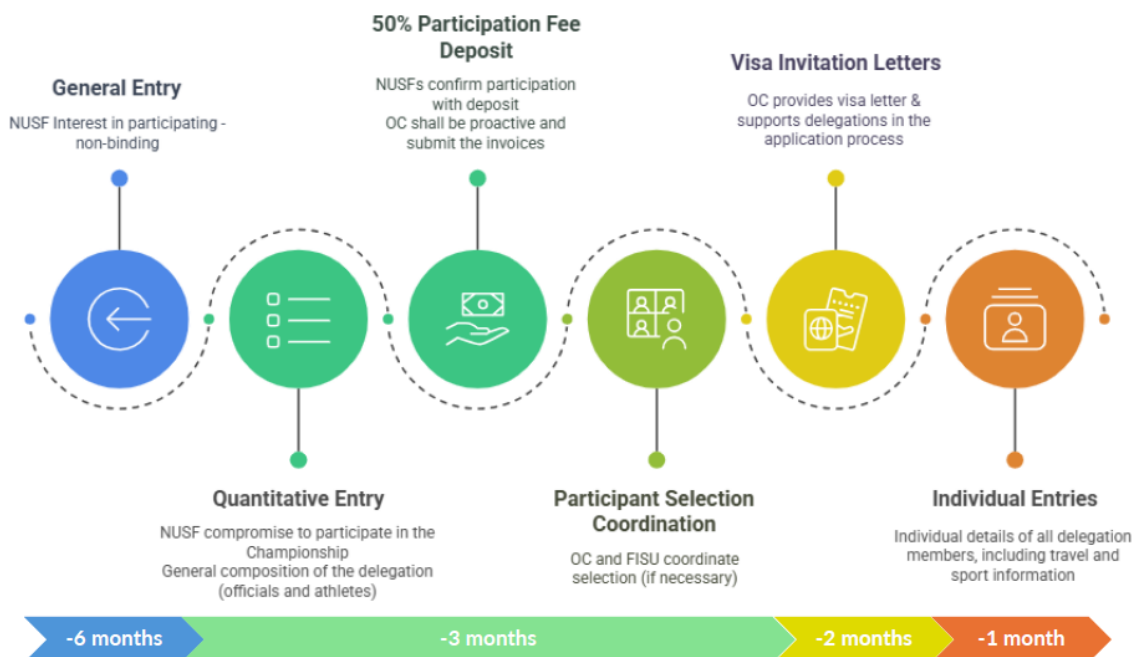 General Entry
NUSF Interest in participating -
non-binding
Quantitative Entry
NUSF compromise to participate in the
Championship
General composition of the delegation
(officials and athletes)
50% Participation Fee
Deposit
NUSFs confirm participation
with deposit
OC shall be proactive and
submit the invoices
Participant Selection
Coordination
OC and FISU coordinate
selection (if necessary)
Visa Invitation Letters
OC provides visa letter &
supports delegations in the
application process
Individual Entries
Individual details of all delegation
members, including travel and
sport information
-6 months
-3 months
-2 months
-1 month